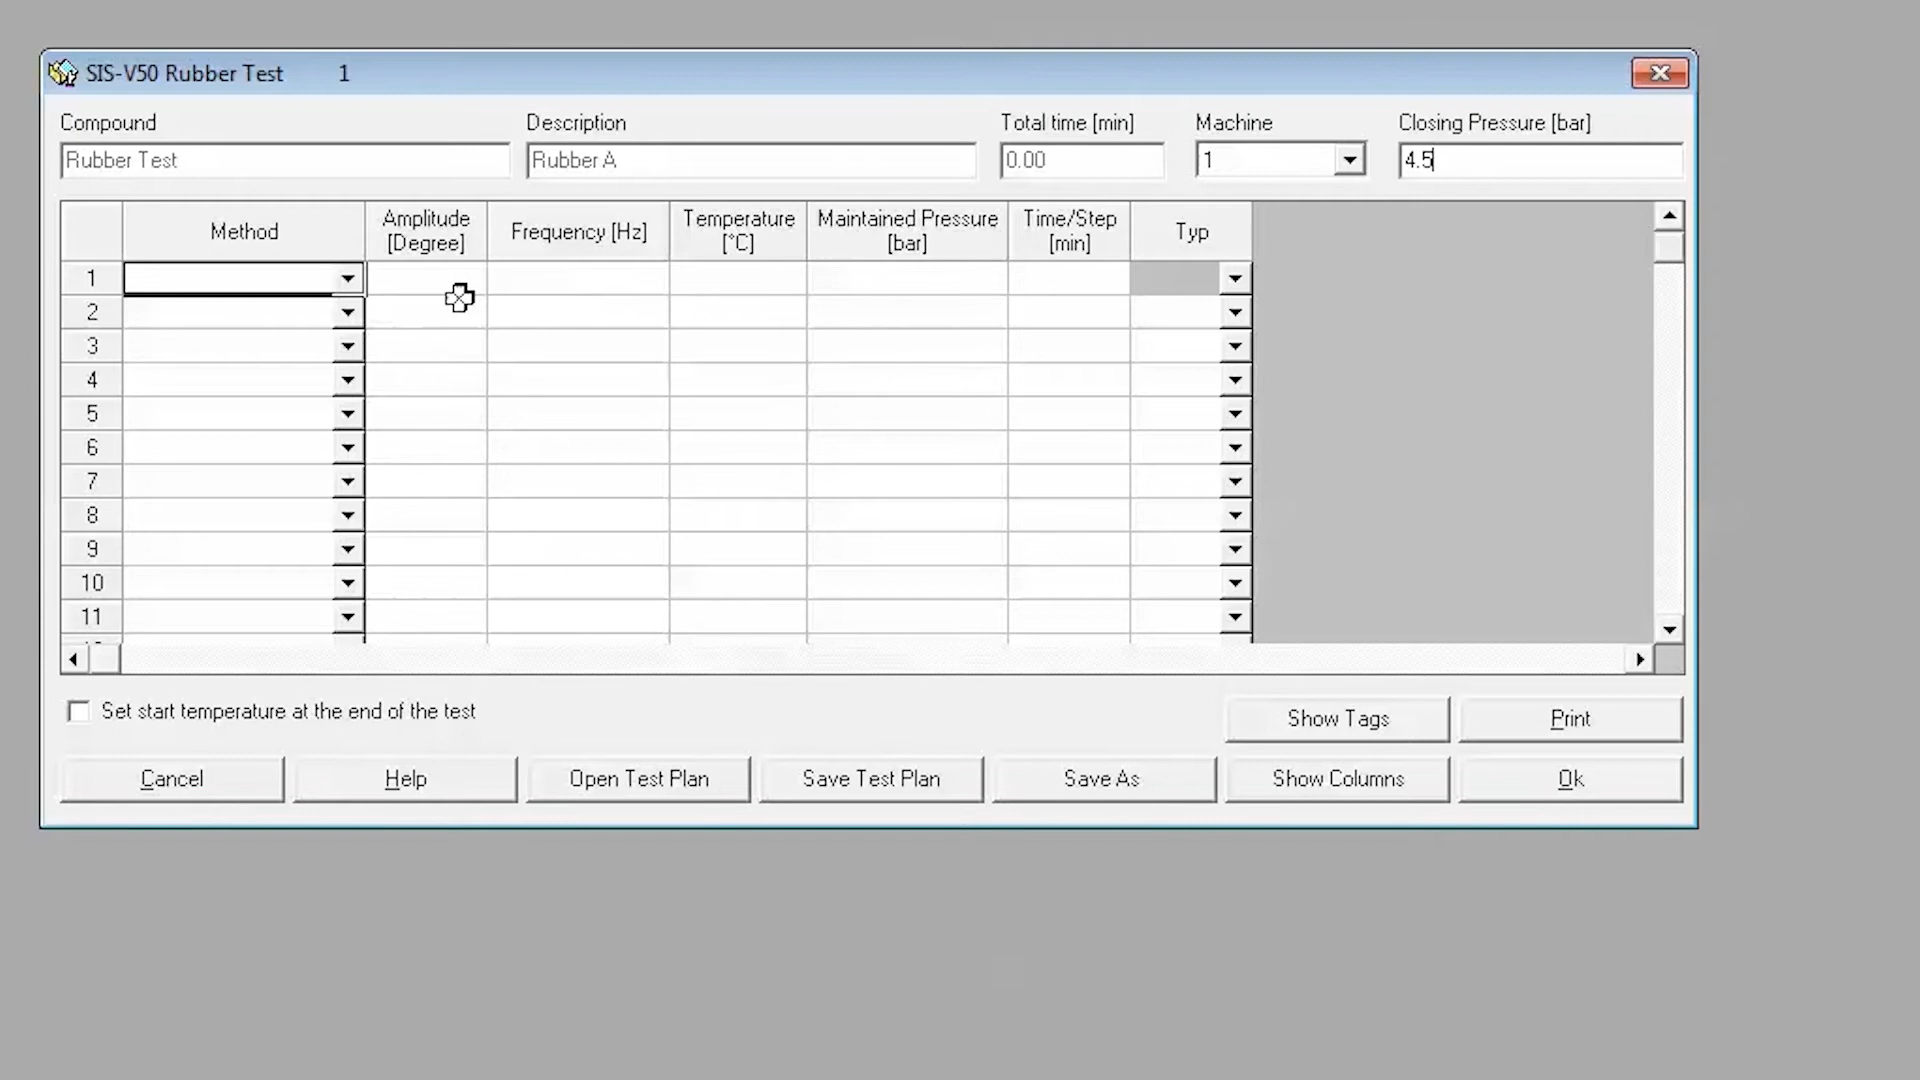 SIS-V50 Rubber Test 1
Compound Description Total time [min] Machine Closing Pressure [bar]
Rubber Test Rubber A 0.00 1 4.5
Method Amplitude [Degree] Frequency [Hz] Temperature [°C] Maintained Pressure [bar] Time/Step [min] Typ
1
2
3
4
5
6
7
8
9
10
11
Set start temperature at the end of the test
Show Tags Print
Cancel Help Open Test Plan Save Test Plan Save As Show Columns Ok